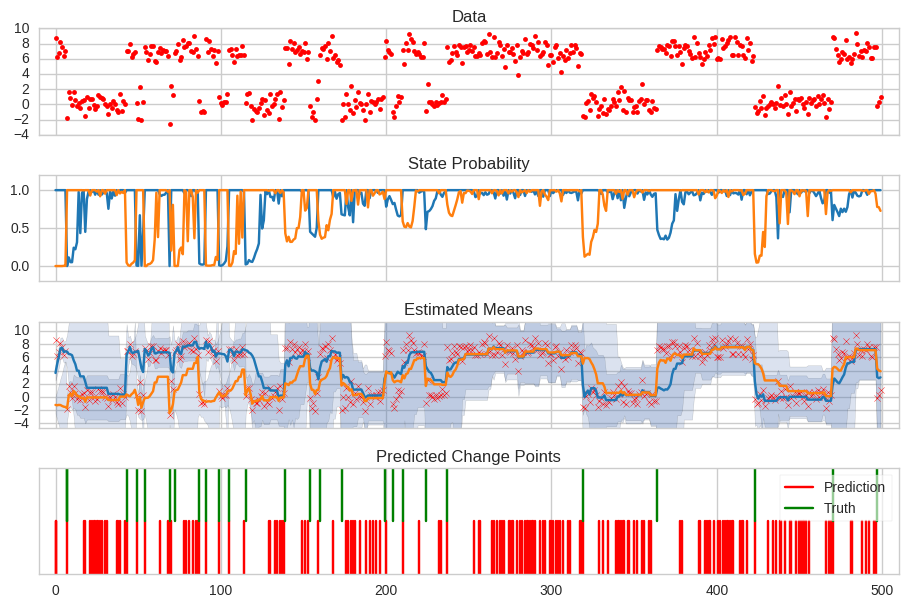 Data
10
8
6
4
2
0
−2
−4
State Probability
1.0
0.5
0.0
Estimated Means
10
8
6
4
2
0
−2
−4
Predicted Change Points
Prediction
Truth
0 100 200 300 400 500